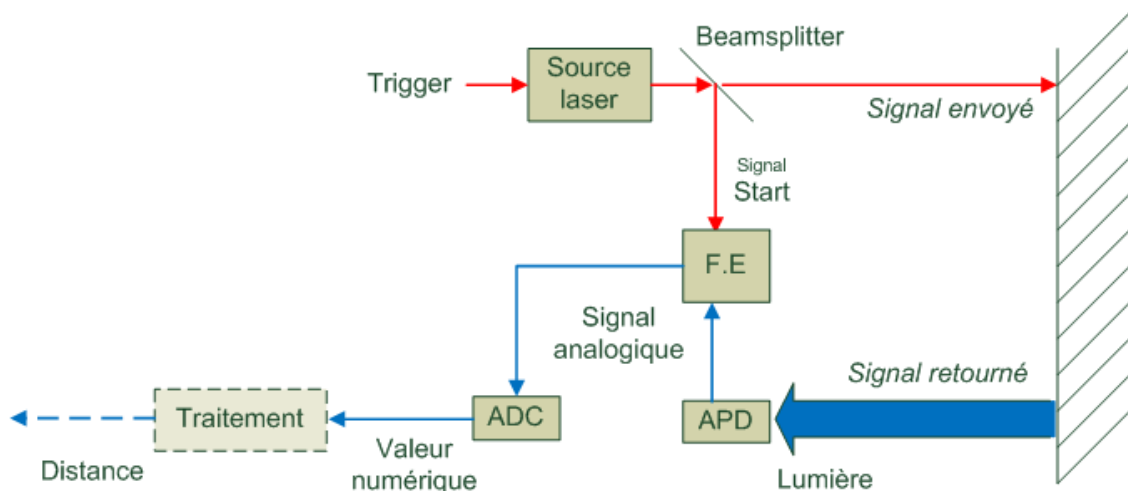 Beamsplitter
Trigger
Source
laser
Signal envoyé
Signal
Start
F.E
Signal
analogique
Signal retourné
Traitement
ADC
APD
Valeur
numérique
Distance
Lumière